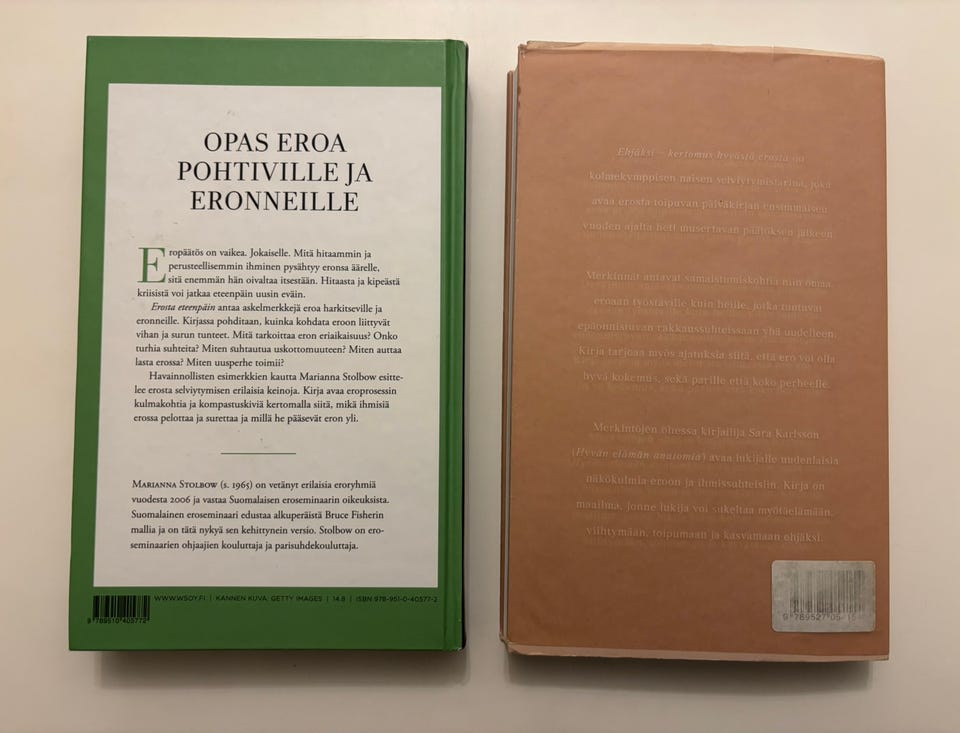 OPAS EROA
POHTIVILLE JA
ERONNEILLE
Eropäätös on vaikea. Jokaiselle. Mitä hitaammin ja
perusteellisemmin ihminen pysähtyy eronsa äärelle,
sitä enemmän hän oivaltaa itsestään. Hitaasta ja kipeästä
kriisistä voi jatkaa eteenpäin uusin eväin.
Erosta eteenpäin antaa askelmerkkejä eroa harkitseville ja
eronneille. Kirjassa pohditaan, kuinka kohdata eroon liittyvät
vihan ja surun tunteet. Mitä tarkoittaa eron eriaikaisuus? Onko
turhia suhteita? Miten suhtautua uskottomuuteen? Miten auttaa
lasta erossa? Miten uusperhe toimii?
Havainnollisten esimerkkien kautta Marianna Stolbow esitte-
lee erosta selviytymisen erilaisia keinoja. Kirja avaa eroprosessin
kulmakohtia ja kompastuskiviä kertomalla siitä, mikä ihmisiä
erossa pelottaa ja surettaa ja millä he pääsevät eron yli.
MARIANNA STOLBOW (s. 1965) on vetänyt erilaisia eroryhmiä
vuodesta 2006 ja vastaa Suomalaisen eroseminaarin oikeuksista.
Suomalainen eroseminaari edustaa alkuperäistä Bruce Fisherin
mallia ja on tätä nykyä sen kehittynein versio. Stolbow on ero-
seminaarien ohjaajien kouluttaja ja parisuhdekouluttaja.
WWW.WSOY.FI | KANNEN KUVA: GETTY IMAGES | 14.8 | ISBN 978-951-0-40577-2
9 789510 405772
Ehjäksi – kertomus hyvästä erosta on
kolmekymppisen naisen selviytymistarina, joka
avaa erosta toipuvan päiväkirjan ensimmäisen
vuoden ajalta heti musertavan päätöksen jälkeen.
Merkinnät antavat samaistumiskohtia niin omaa
eroaan työstäville kuin heille, jotka tuntuvat
epäonnistuvan rakkaussuhteissaan yhä uudelleen.
Kirja tarjoaa myös ajatuksia siitä, että ero voi olla
hyvä kokemus, sekä parille että koko perheelle.
Merkintöjen ohessa kirjailija Sara Karlsson
(Hyvän elämän anatomia) avaa lukijalle uudenlaisia
näkökulmia eroon ja ihmissuhteisiin. Kirja on
maailma, jonne lukija voi sukeltaa myötäelämään,
viihtymään, toipumaan ja kasvamaan ehjäksi.